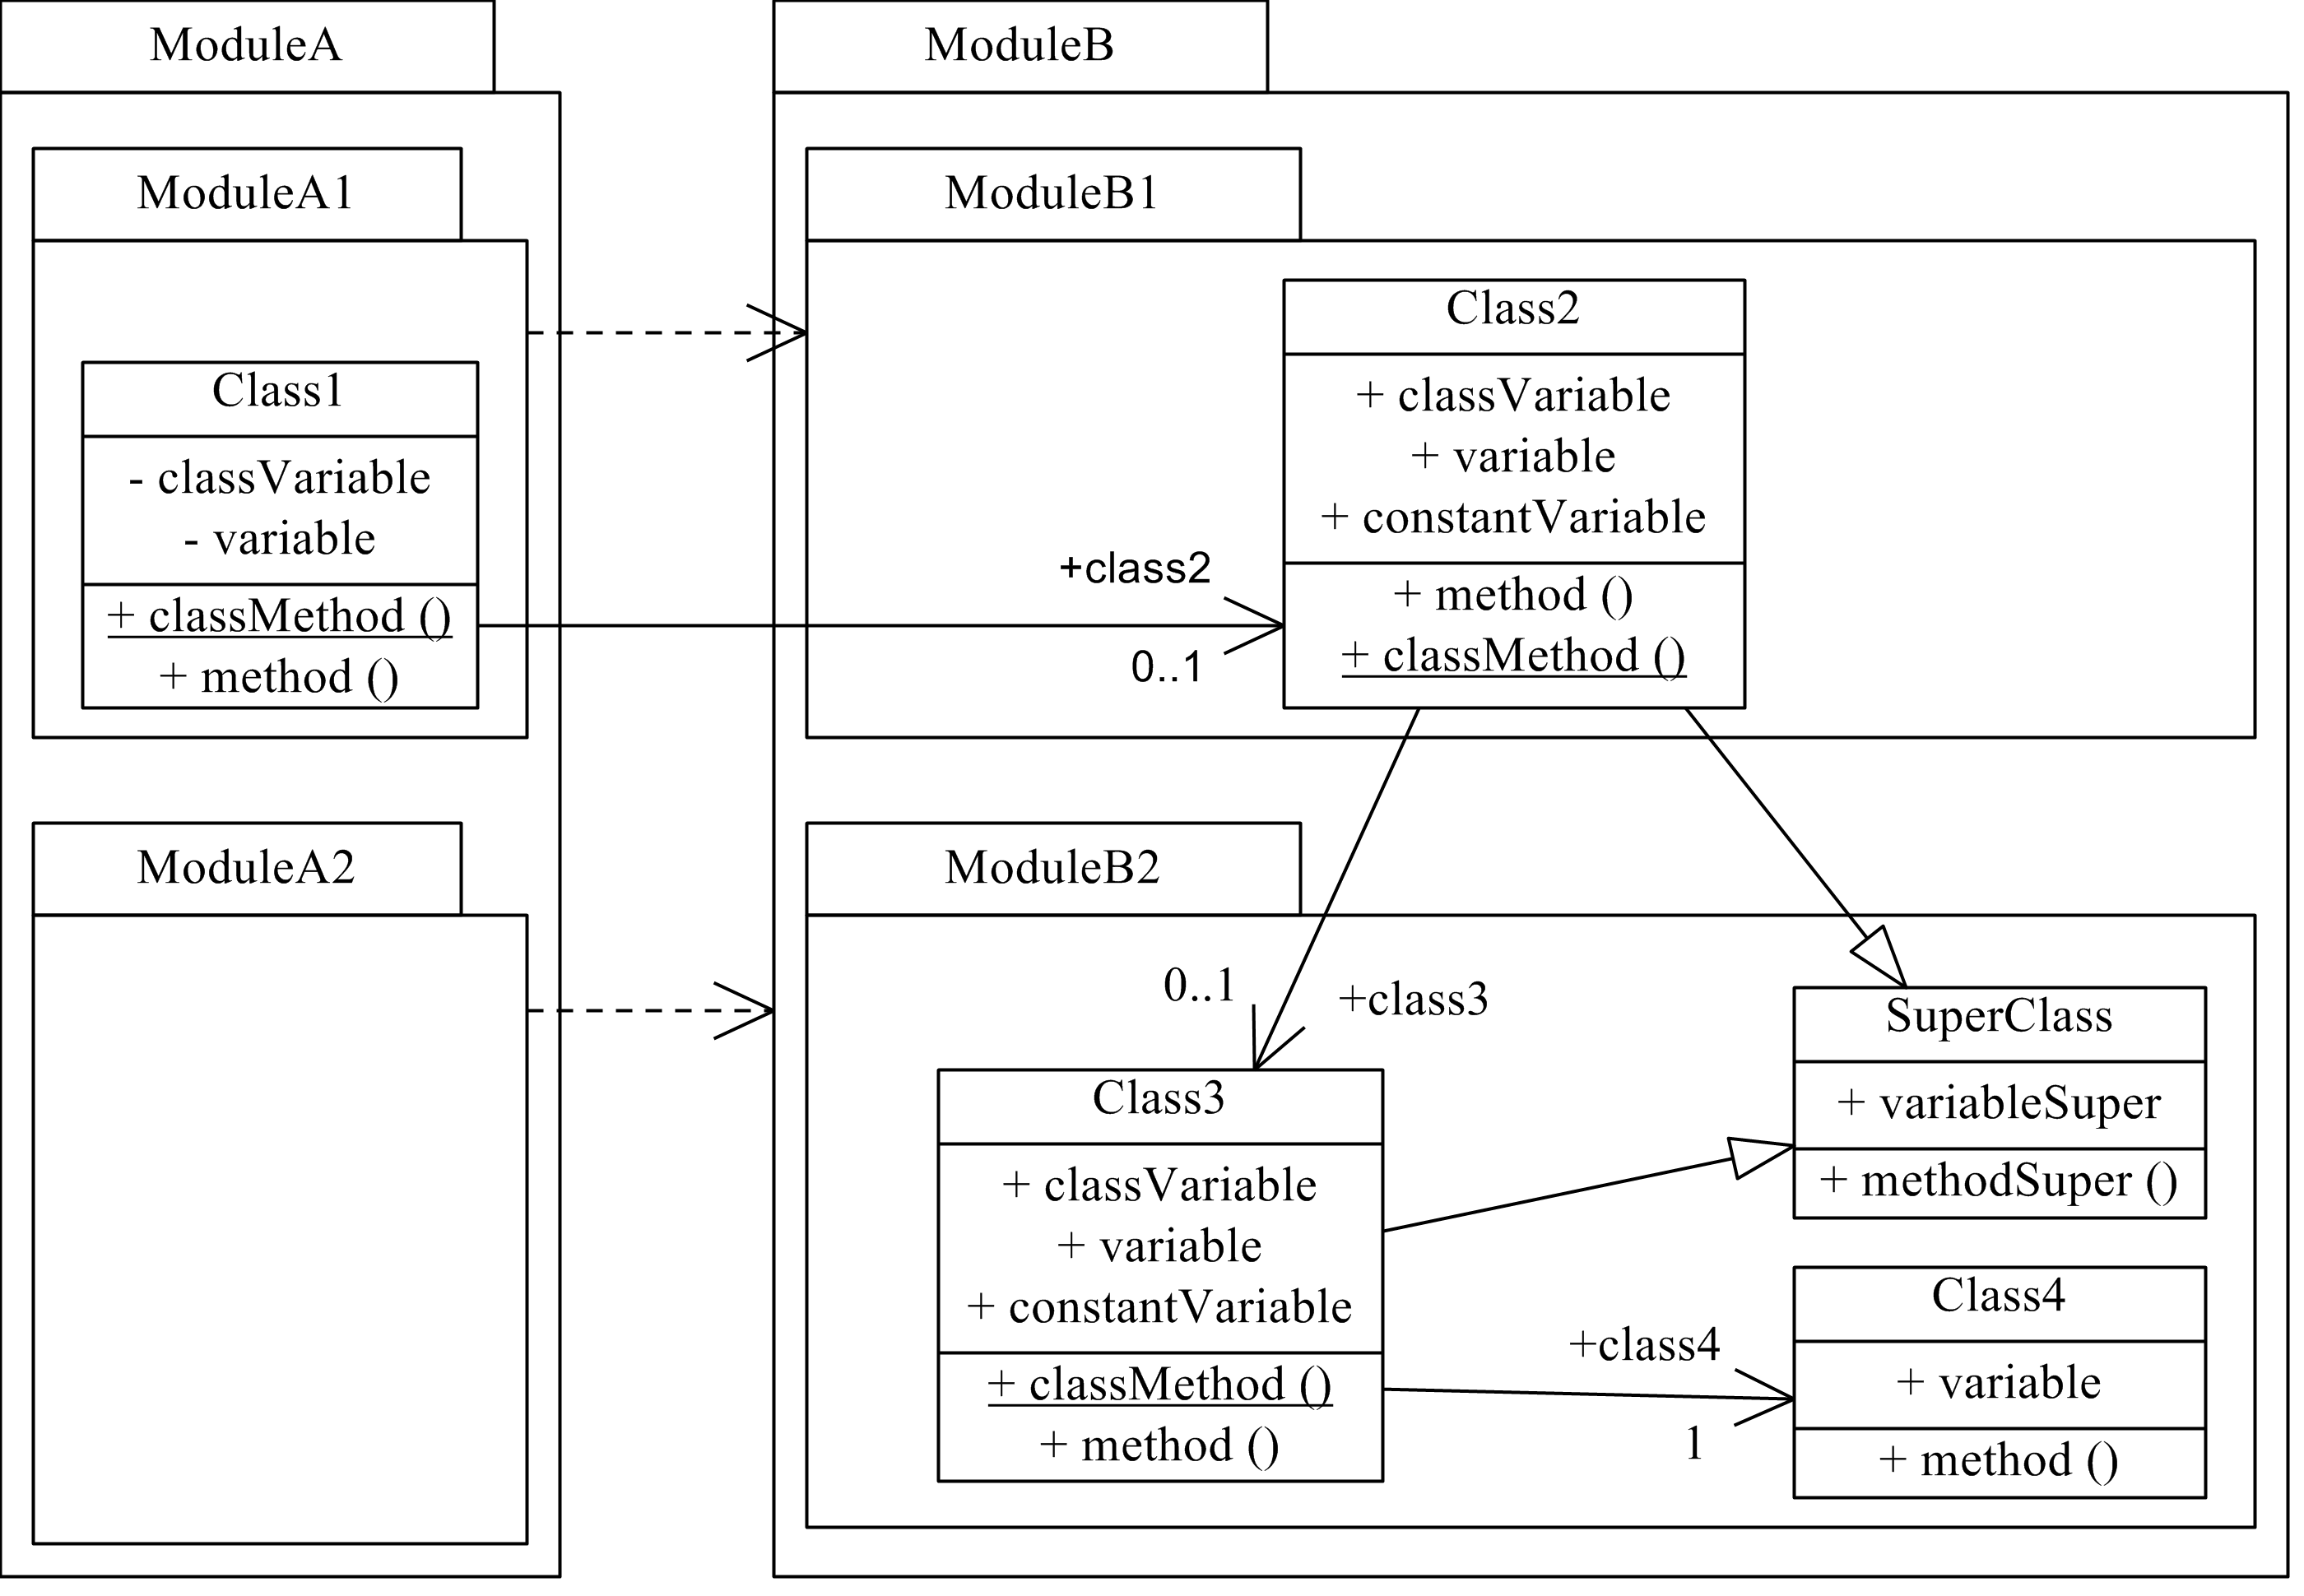 ModuleA
ModuleA1
Class1
- classVariable
- variable
+ classMethod ()
+ method ()
ModuleA2
ModuleB
ModuleB1
Class2
+ classVariable
+ variable
+ constantVariable
+ method ()
+ classMethod ()
+class2
0..1
ModuleB2
0..1
+class3
Class3
+ classVariable
+ variable
+ constantVariable
+ classMethod ()
+ method ()
SuperClass
+ variableSuper
+ methodSuper ()
+class4
1
Class4
+ variable
+ method ()